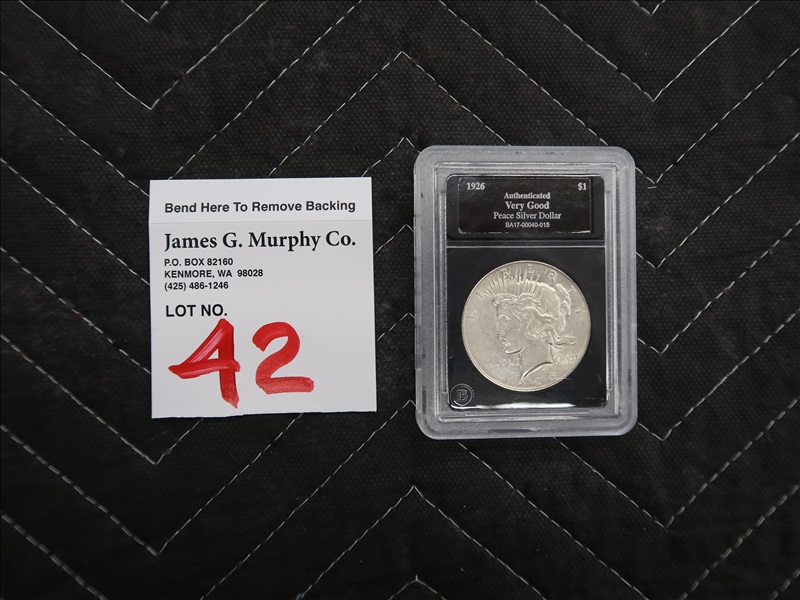 Bend Here To Remove Backing
James G. Murphy Co.
P.O. BOX 82160
KENMORE, WA 98028
(425) 486-1246
LOT NO.
42
1926 $1
Authenticated
Very Good
Peace Silver Dollar
BA17-00040-015